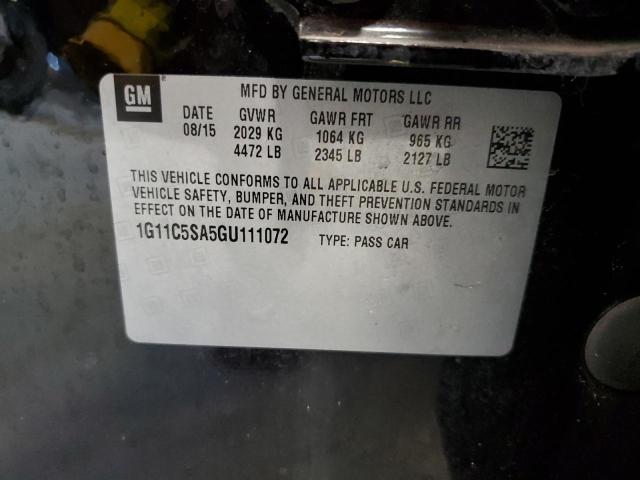 GM
MFD BY GENERAL MOTORS LLC
DATE GVWR GAWR FRT GAWR RR
08/15 2029 KG 1064 KG 965 KG
4472 LB 2345 LB 2127 LB
THIS VEHICLE CONFORMS TO ALL APPLICABLE U.S. FEDERAL MOTOR
VEHICLE SAFETY, BUMPER, AND THEFT PREVENTION STANDARDS IN
EFFECT ON THE DATE OF MANUFACTURE SHOWN ABOVE.
1G11C5SA5GU111072 TYPE: PASS CAR